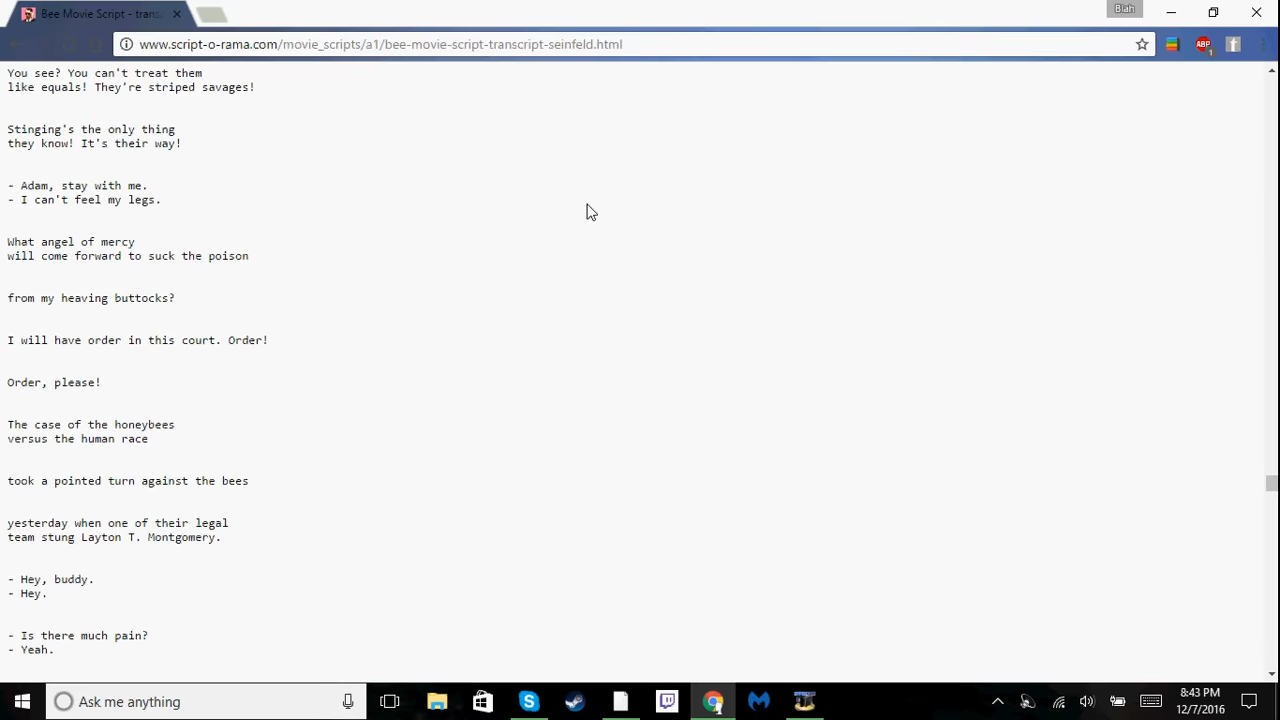 Bee Movie Script - trans
Blah
www.script-o-rama.com/movie_scripts/a1/bee-movie-script-transcript-seinfeld.html
ABP
1
You see? You can't treat them
like equals! They're striped savages!
Stinging's the only thing
they know! It's their way!
- Adam, stay with me.
- I can't feel my legs.
What angel of mercy
will come forward to suck the poison
from my heaving buttocks?
I will have order in this court. Order!
Order, please!
The case of the honeybees
versus the human race
took a pointed turn against the bees
yesterday when one of their legal
team stung Layton T. Montgomery.
- Hey, buddy.
- Hey.
- Is there much pain?
- Yeah.
Ask me anything
8:43 PM
12/7/2016